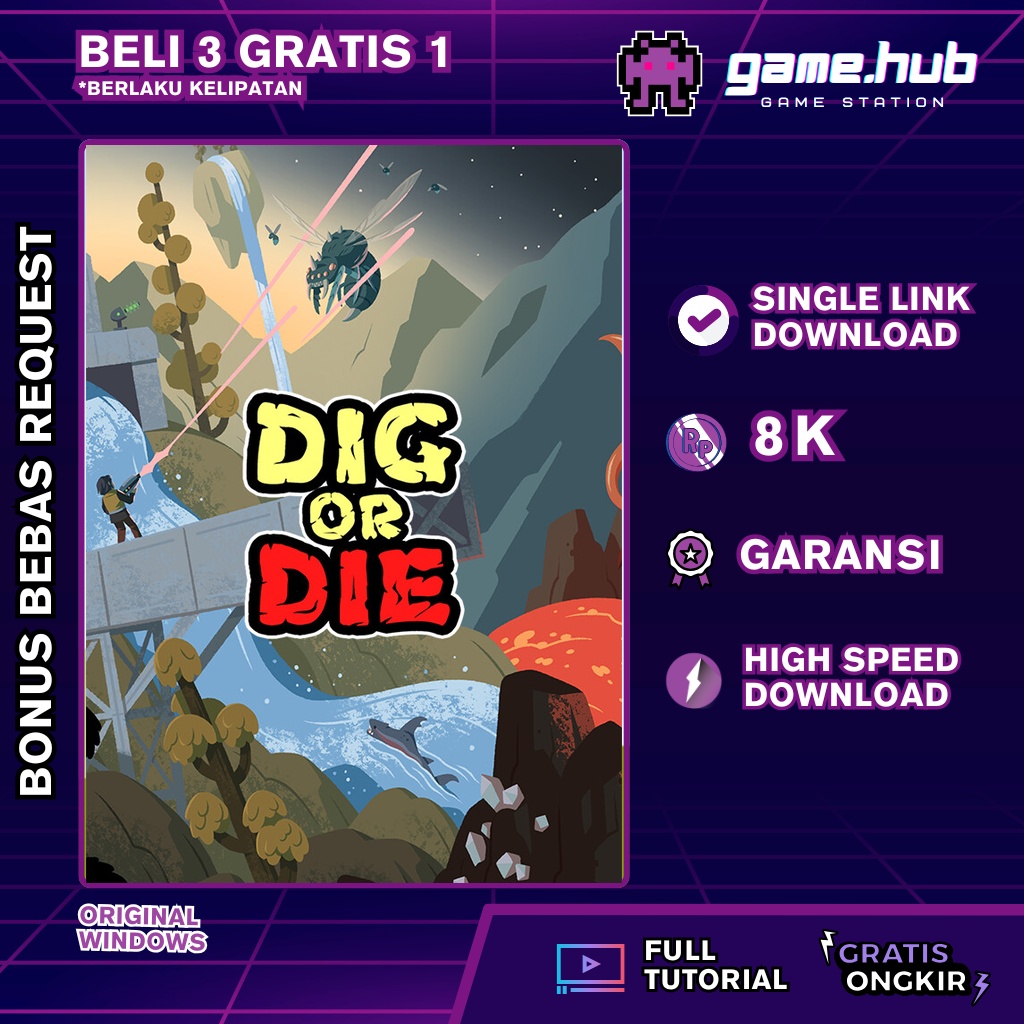 BELI 3 GRATIS 1
*BERLAKU KELIPATAN
game.hub
GAME STATION
BONUS BEBAS REQUEST
DIG
OR
DIE
SINGLE LINK
DOWNLOAD
Rp
8K
GARANSI
HIGH SPEED
DOWNLOAD
ORIGINAL
WINDOWS
FULL
TUTORIAL
GRATIS
ONGKIR